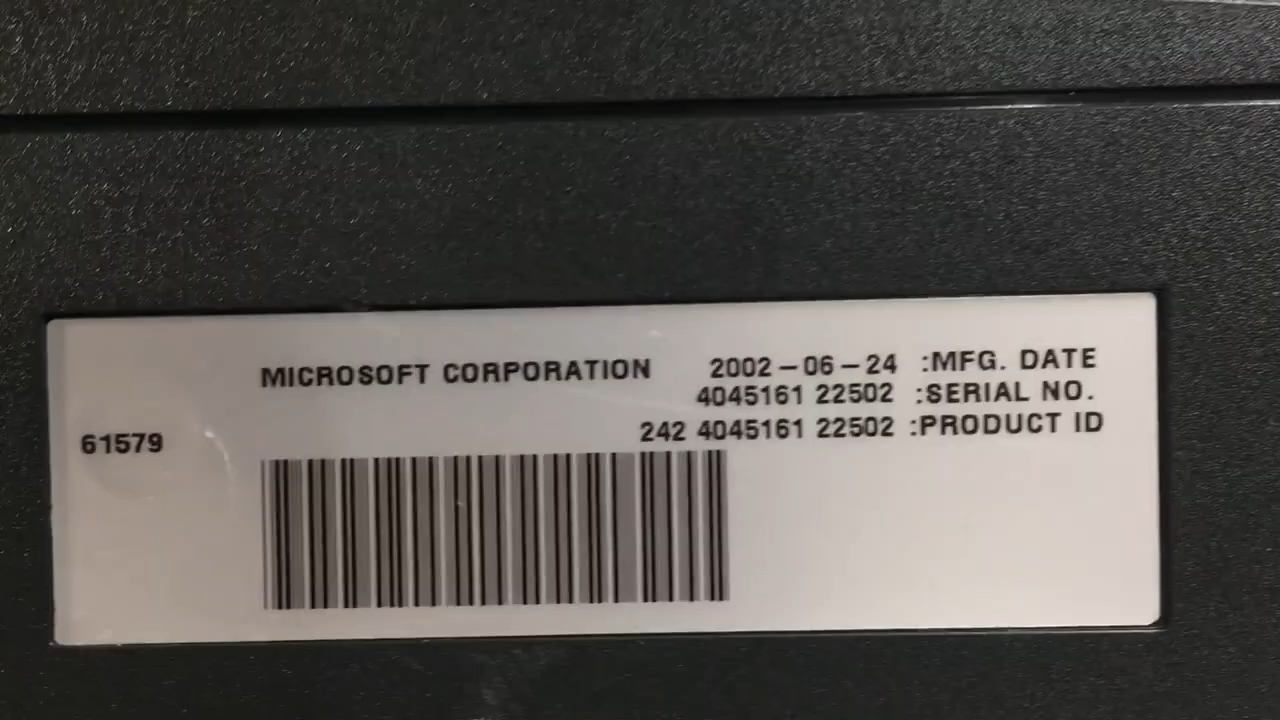 MICROSOFT CORPORATION 2002-06-24 :MFG. DATE
4045161 22502 :SERIAL NO.
242 4045161 22502 :PRODUCT ID
61579